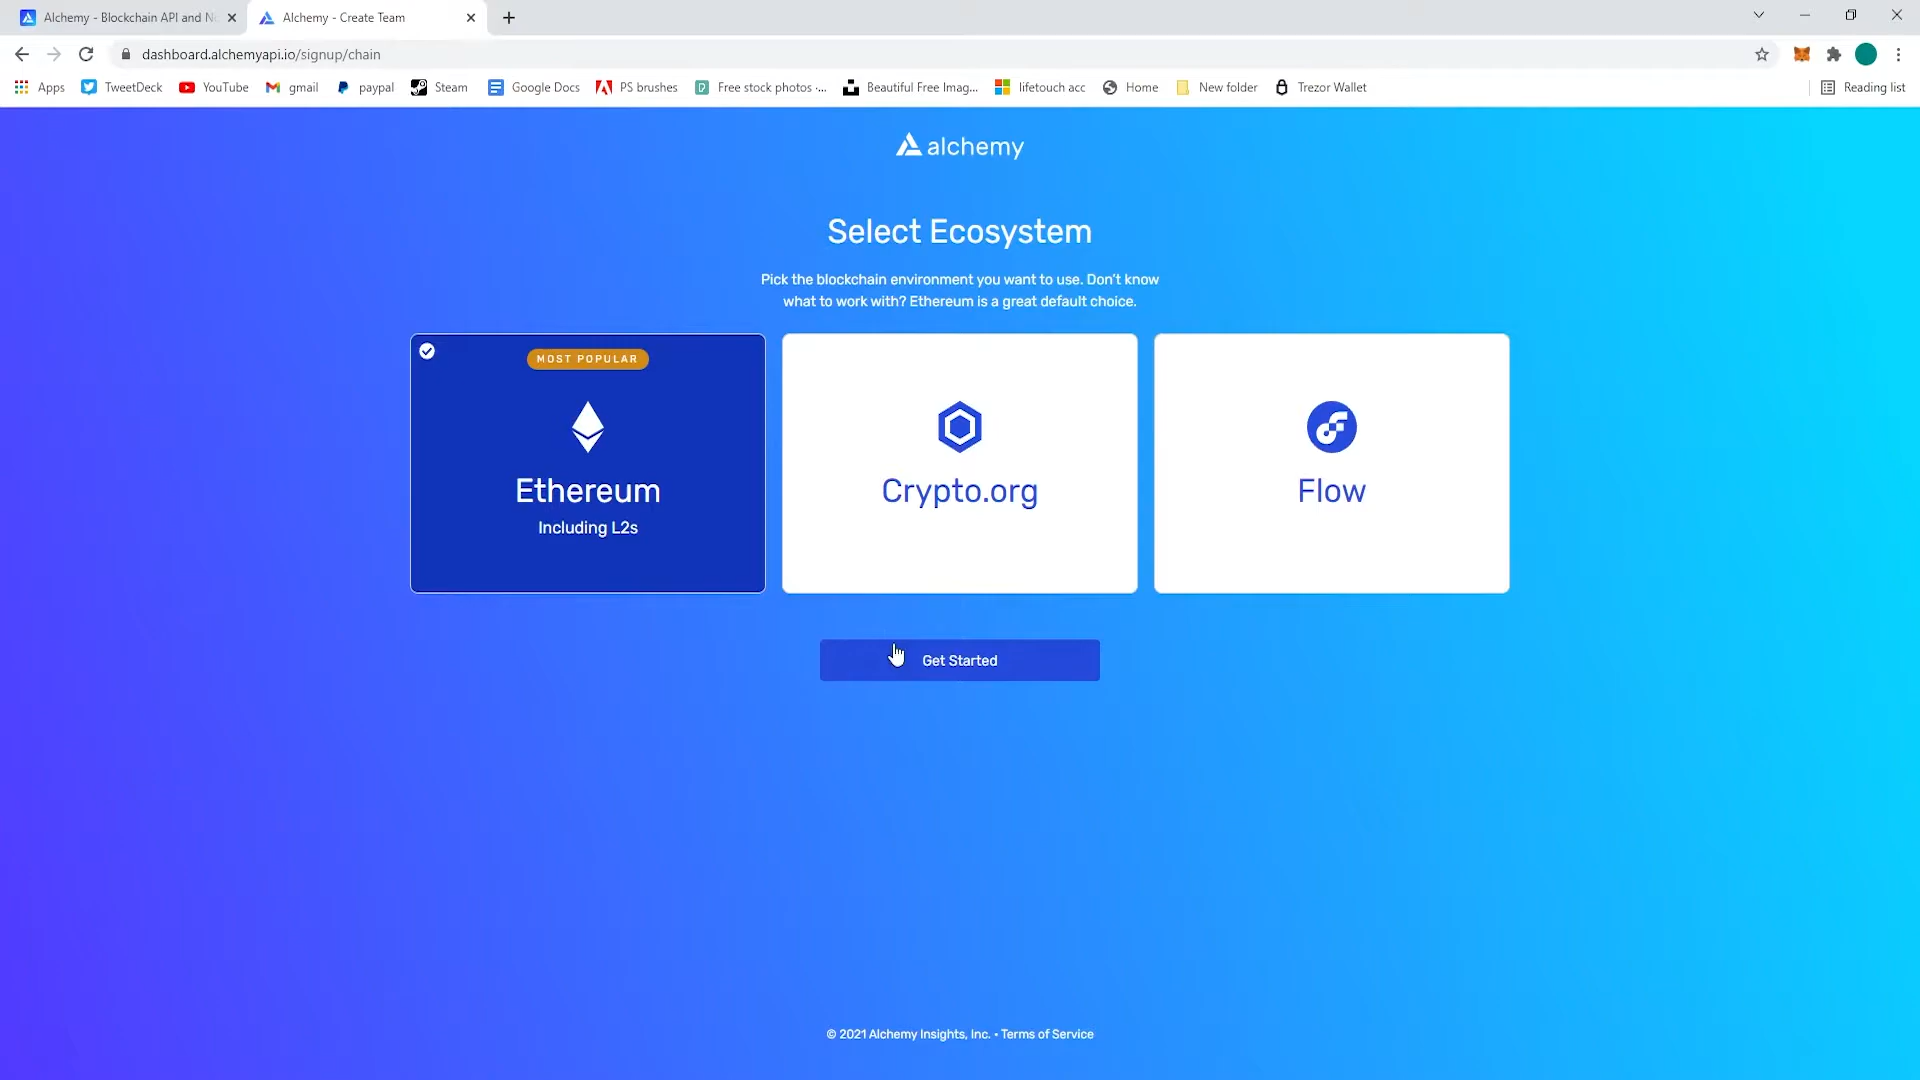 Alchemy - Blockchain API and N
Alchemy - Create Team
dashboard.alchemyapi.io/signup/chain
Apps
TweetDeck
YouTube
gmail
paypal
Steam
Google Docs
PS brushes
Free stock photos ·...
Beautiful Free Imag...
lifetouch acc
Home
New folder
Trezor Wallet
Reading list
alchemy
Select Ecosystem
Pick the blockchain environment you want to use. Don't know
what to work with? Ethereum is a great default choice.
MOST POPULAR
Ethereum
Including L2s
Crypto.org
Flow
Get Started
© 2021 Alchemy Insights, Inc. • Terms of Service